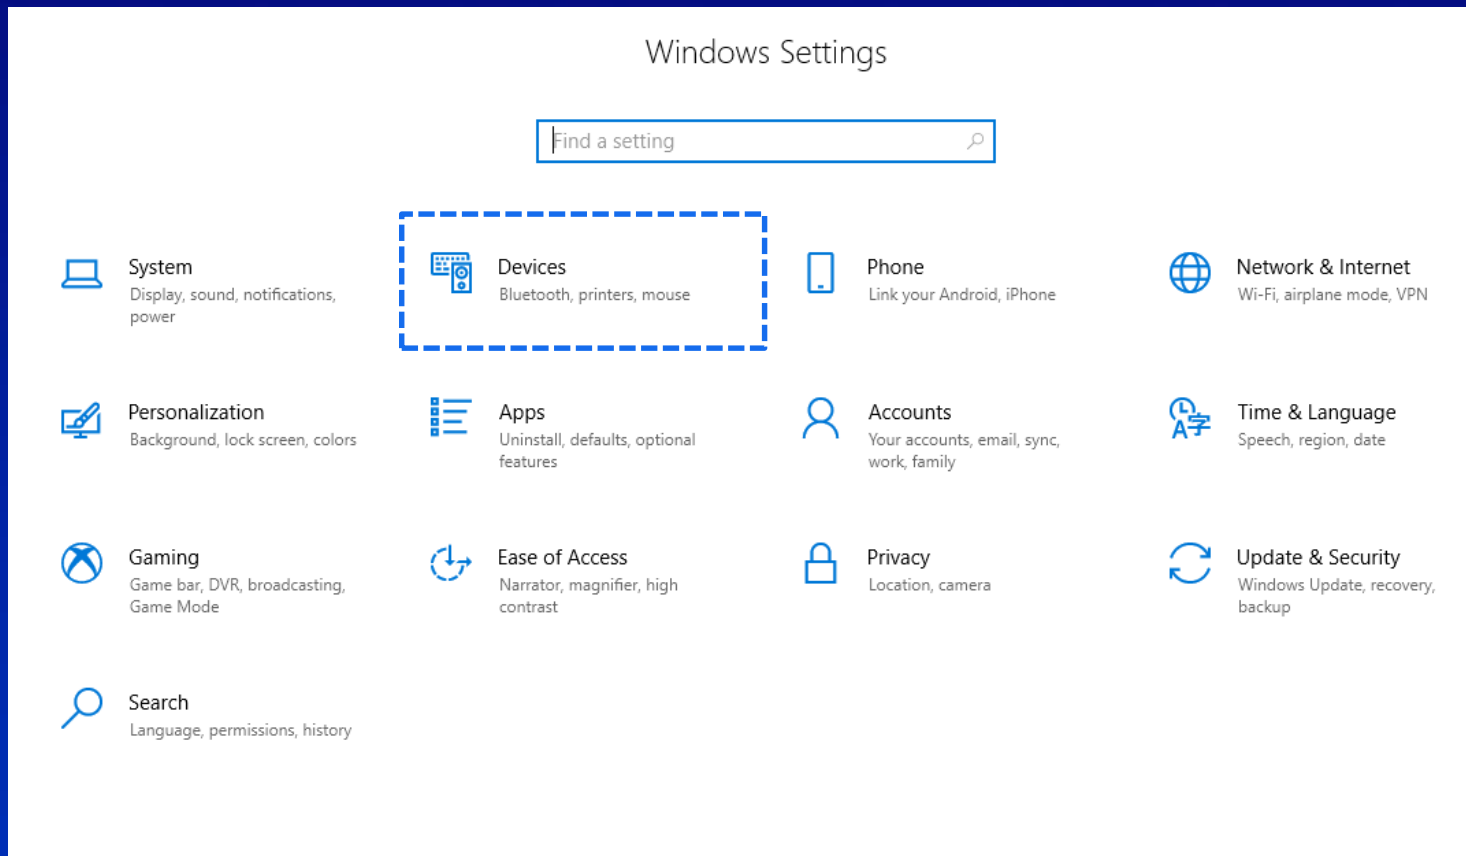 Windows Settings
Find a setting
System
Display, sound, notifications,
power
Devices
Bluetooth, printers, mouse
Phone
Link your Android, iPhone
Network & Internet
Wi-Fi, airplane mode, VPN
Personalization
Background, lock screen, colors
Apps
Uninstall, defaults, optional
features
Accounts
Your accounts, email, sync,
work, family
Time & Language
Speech, region, date
Gaming
Game bar, DVR, broadcasting,
Game Mode
Ease of Access
Narrator, magnifier, high
contrast
Privacy
Location, camera
Update & Security
Windows Update, recovery,
backup
Search
Language, permissions, history